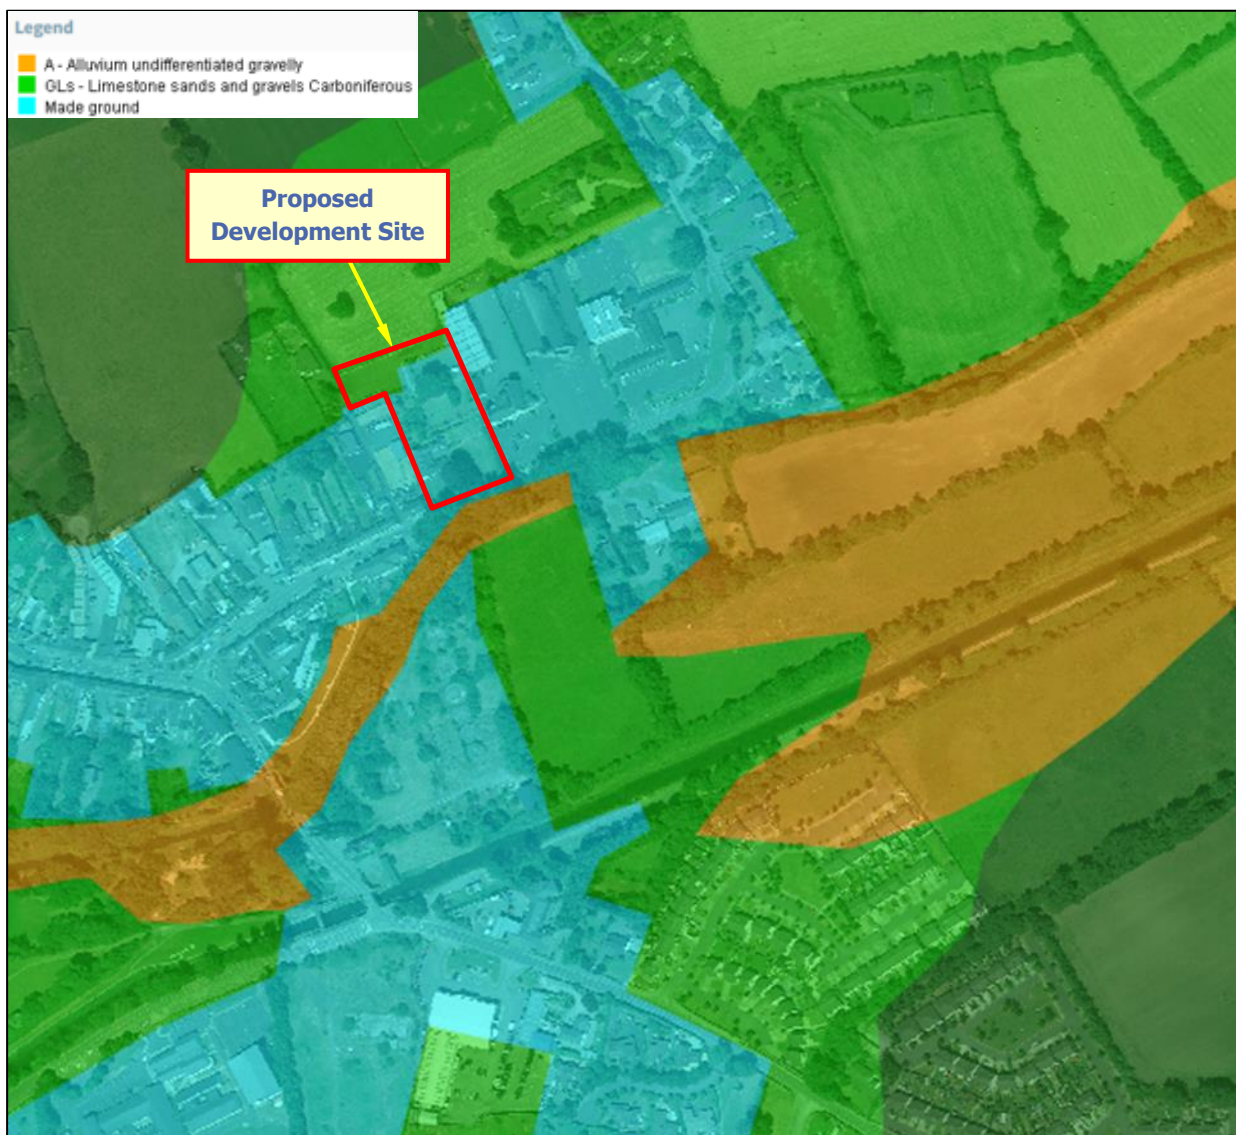 Legend
A - Alluvium undifferentiated gravelly
GLs - Limestone sands and gravels Carboniferous
Made ground
Proposed
Development Site